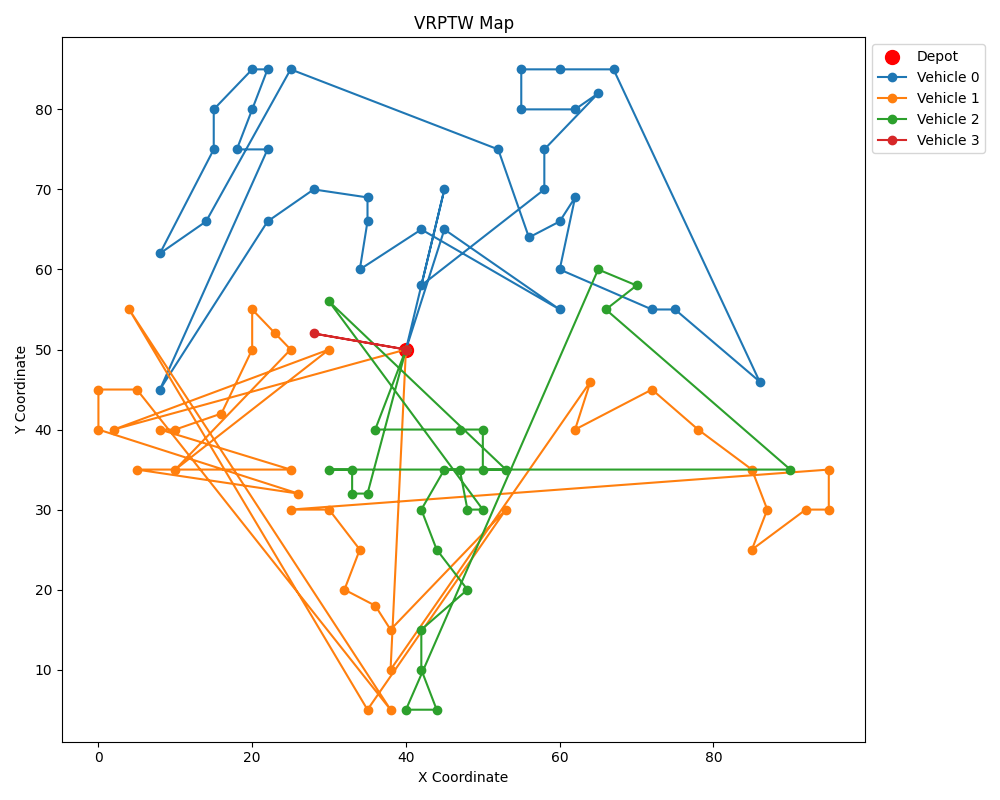 VRPTW Map
Depot
Vehicle 0
Vehicle 1
Vehicle 2
Vehicle 3
Y Coordinate
80
70
60
50
40
30
20
10
0
20
40
60
80
X Coordinate